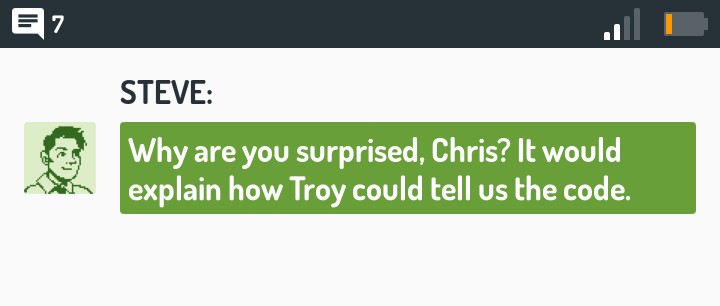 7
STEVE:
Why are you surprised, Chris? It would
explain how Troy could tell us the code.